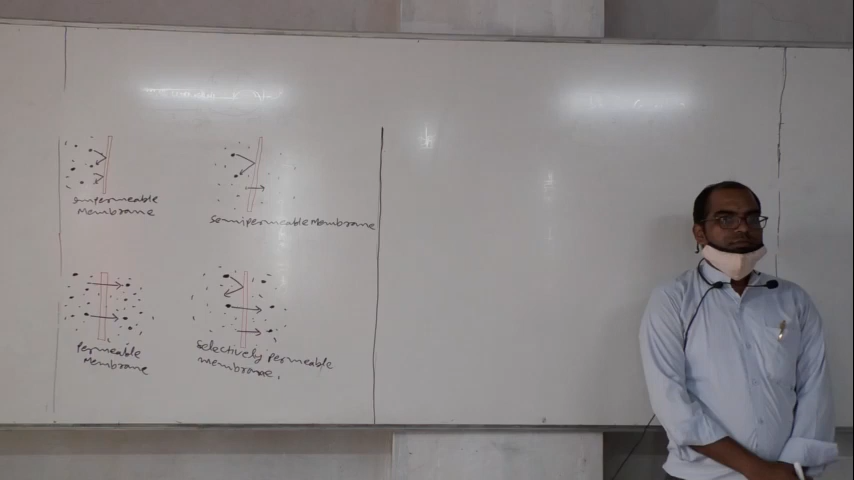 Impermeable
Membrane
Semipermeable Membrane
Permeable
Membrane
Selectively Permeable
membrane.